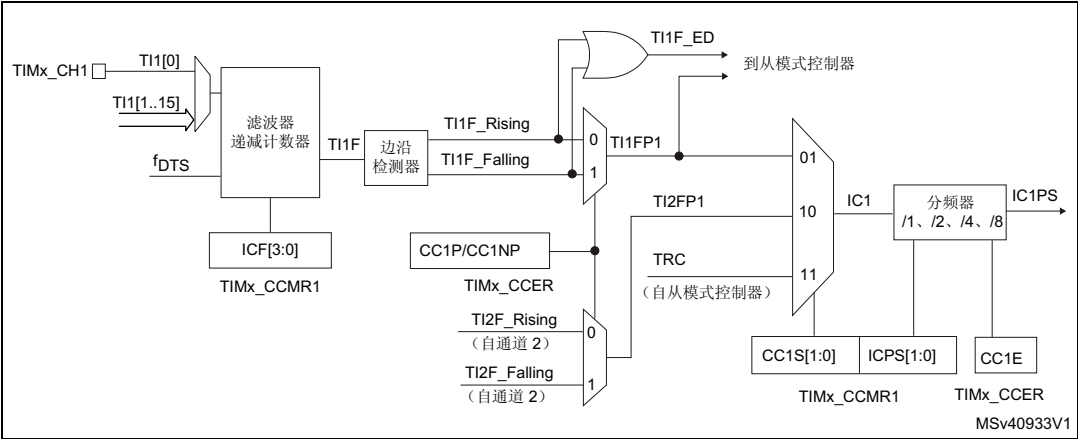 TIMx_CH1
TI1[0]
TI1[1..15]
fDTS
滤波器
递减计数器
ICF[3:0]
TIMx_CCMR1
TI1F
边沿
检测器
TI1F_Rising
TI1F_Falling
TI1F_ED
到从模式控制器
0
1
TI1FP1
CC1P/CC1NP
TIMx_CCER
TI2F_Rising
（自通道 2）
TI2F_Falling
（自通道 2）
0
1
TI2FP1
TRC
（自从模式控制器）
01
10
11
IC1
分频器
/1、/2、/4、/8
IC1PS
CC1S[1:0]
ICPS[1:0]
TIMx_CCMR1
CC1E
TIMx_CCER
MSv40933V1